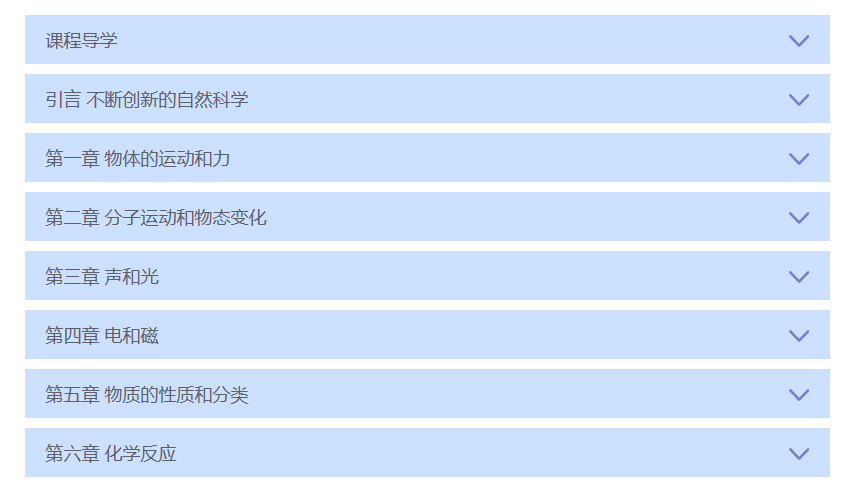 课程导学
引言 不断创新的自然科学
第一章 物体的运动和力
第二章 分子运动和物态变化
第三章 声和光
第四章 电和磁
第五章 物质的性质和分类
第六章 化学反应